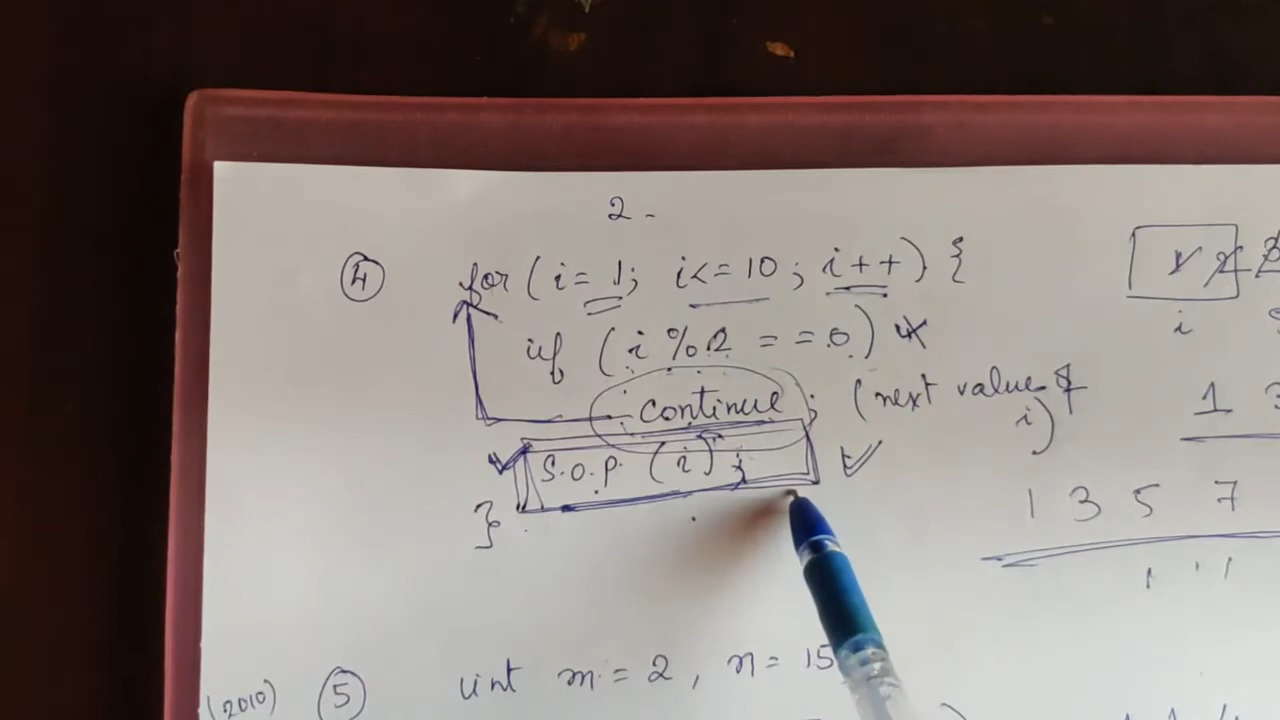 2 -
④ for ( i = 1; i <= 10 ; i ++ ) {
if ( i % 2 = = 0 )
continue ; ( next value of i )
S.O.P. ( i ) ;
}
i
1
1 3 5 7
(2010) ⑤ int m = 2 , n = 15